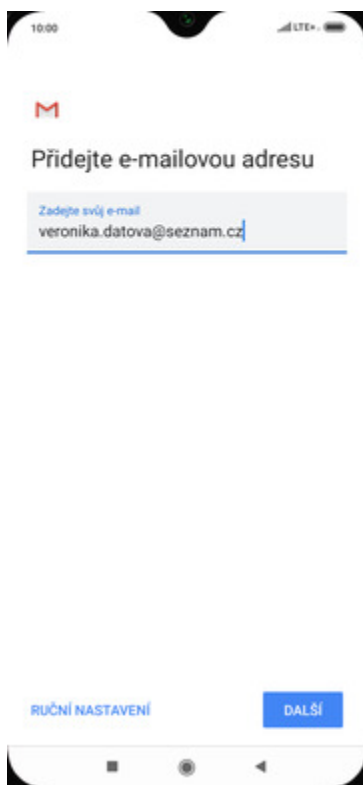 10:00
LTE+
Přidejte e-mailovou adresu
Zadejte svůj e-mail
veronika.datova@seznam.cz
RUČNÍ NASTAVENÍ
DALŠÍ